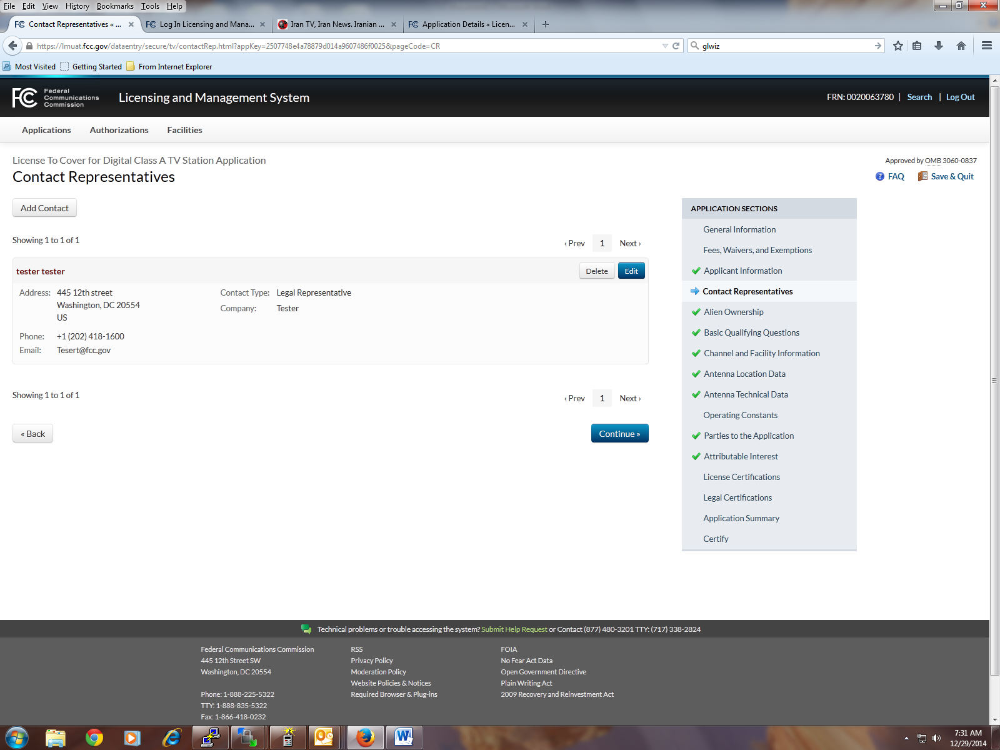 File Edit View History Bookmarks Tools Help
Contact Representatives « ...
Log In Licensing and Mana...
Iran TV, Iran News. Iranian ...
Application Details « Licen...
https://lmuat.fcc.gov/dataentry/secure/tv/contactRep.html?appKey=2507748e4a78879d014a9607486f0025&pageCode=CR
glwiz
Most Visited Getting Started From Internet Explorer
FCC Federal Communications Commission
Licensing and Management System
FRN: 0020063780 | Search | Log Out
Applications Authorizations Facilities
License To Cover for Digital Class A TV Station Application
Contact Representatives
Approved by OMB 3060-0837
FAQ Save & Quit
Add Contact
Showing 1 to 1 of 1
‹ Prev 1 Next ›
tester tester
Delete Edit
Address: 445 12th street
Washington, DC 20554
US
Phone: +1 (202) 418-1600
Email: Tesert@fcc.gov
Contact Type: Legal Representative
Company: Tester
Showing 1 to 1 of 1
‹ Prev 1 Next ›
« Back
Continue »
APPLICATION SECTIONS
General Information
Fees, Waivers, and Exemptions
Applicant Information
Contact Representatives
Alien Ownership
Basic Qualifying Questions
Channel and Facility Information
Antenna Location Data
Antenna Technical Data
Operating Constants
Parties to the Application
Attributable Interest
License Certifications
Legal Certifications
Application Summary
Certify
Technical problems or trouble accessing the system? Submit Help Request or Contact (877) 480-3201 TTY: (717) 338-2824
Federal Communications Commission
445 12th Street SW
Washington, DC 20554
Phone: 1-888-225-5322
TTY: 1-888-835-5322
Fax: 1-866-418-0232
RSS
Privacy Policy
Moderation Policy
Website Policies & Notices
Required Browser & Plug-ins
FOIA
No Fear Act Data
Open Government Directive
Plain Writing Act
2009 Recovery and Reinvestment Act
7:31 AM
12/29/2014